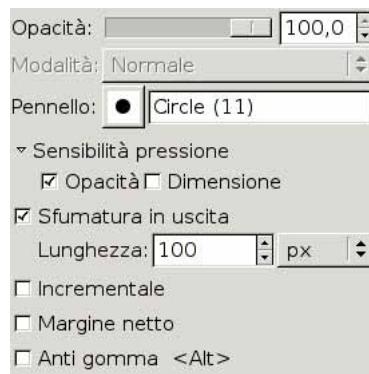 Opacità: 100,0
Modalità: Normale
Pennello: Circle (11)
Sensibilità pressione
Opacità Dimensione
Sfumatura in uscita
Lunghezza: 100 px
Incrementale
Margine netto
Anti gomma <Alt>